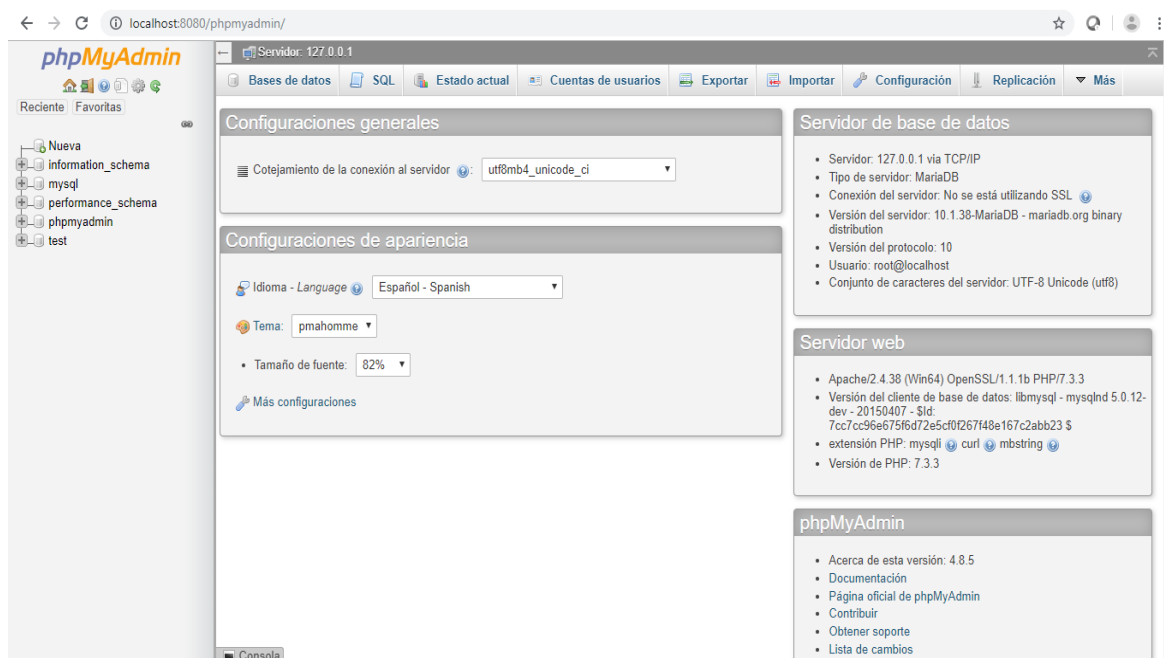 localhost:8080/phpmyadmin/
phpMyAdmin
Reciente Favoritas
Nueva
information_schema
mysql
performance_schema
phpmyadmin
test
Servidor: 127.0.0.1
Bases de datos SQL Estado actual Cuentas de usuarios Exportar Importar Configuración Replicación Más
Configuraciones generales
Cotejamiento de la conexión al servidor : utf8mb4_unicode_ci
Configuraciones de apariencia
Idioma - Language Español - Spanish
Tema: pmahomme
• Tamaño de fuente: 82%
Más configuraciones
Servidor de base de datos
• Servidor: 127.0.0.1 via TCP/IP
• Tipo de servidor: MariaDB
• Conexión del servidor: No se está utilizando SSL
• Versión del servidor: 10.1.38-MariaDB - mariadb.org binary
distribution
• Versión del protocolo: 10
• Usuario: root@localhost
• Conjunto de caracteres del servidor: UTF-8 Unicode (utf8)
Servidor web
• Apache/2.4.38 (Win64) OpenSSL/1.1.1b PHP/7.3.3
• Versión del cliente de base de datos: libmysql - mysqlnd 5.0.12-
dev - 20150407 - $Id:
7cc7cc96e675f6d72e5cf0f267f48e167c2abb23 $
• extensión PHP: mysqli curl mbstring
• Versión de PHP: 7.3.3
phpMyAdmin
• Acerca de esta versión: 4.8.5
• Documentación
• Página oficial de phpMyAdmin
• Contribuir
• Obtener soporte
• Lista de cambios
Consola